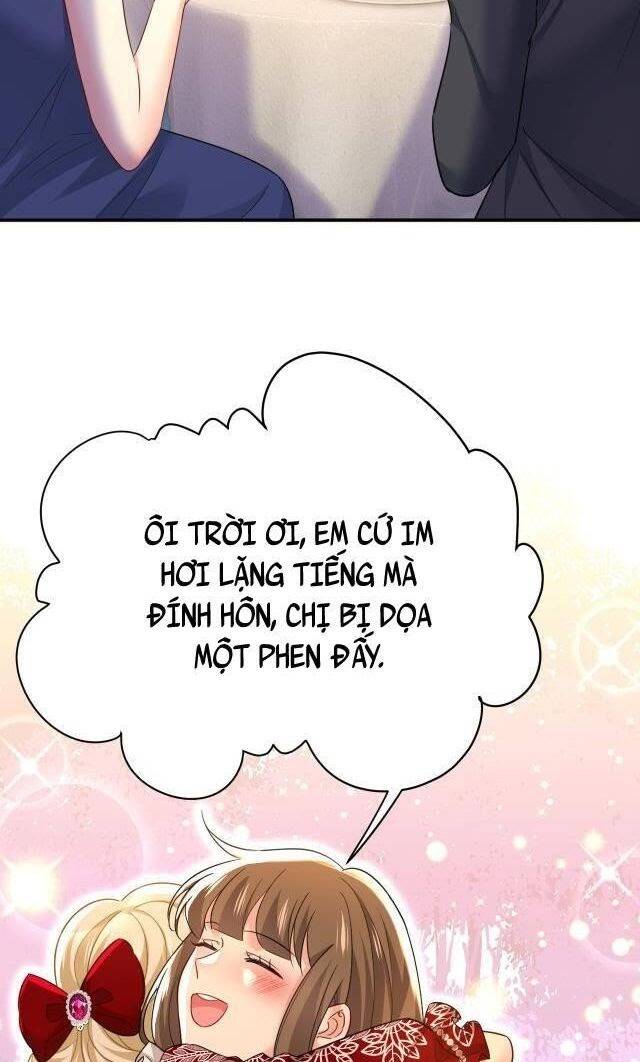 ÔI TRỜI ƠI, EM CỨ IM
HƠI LẶNG TIẾNG MÀ
ĐÍNH HÔN, CHỊ BỊ DỌA
MỘT PHEN ĐẤY.